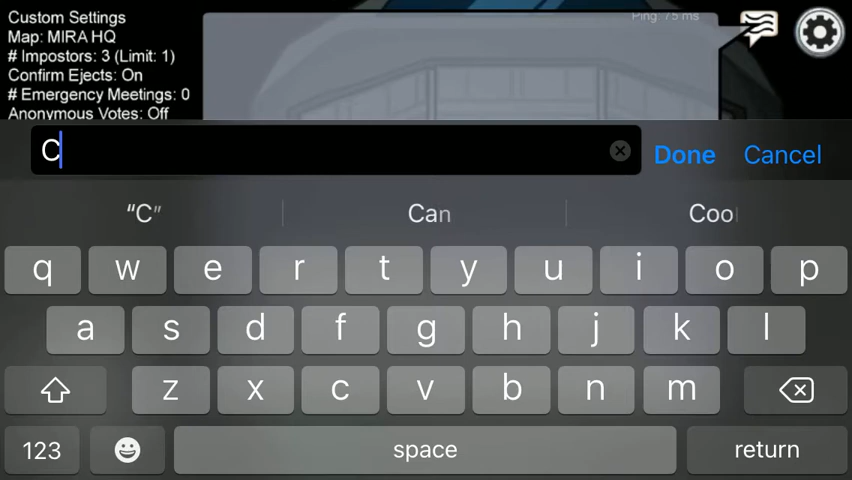 Custom Settings
Map: MIRA HQ
# Impostors: 3 (Limit: 1)
Confirm Ejects: On
# Emergency Meetings: 0
Anonymous Votes: Off
Ping: 75 ms
C
Done
Cancel
“C”
Can
Cool
q w e r t y u i o p
a s d f g h j k l
z x c v b n m
123
space
return